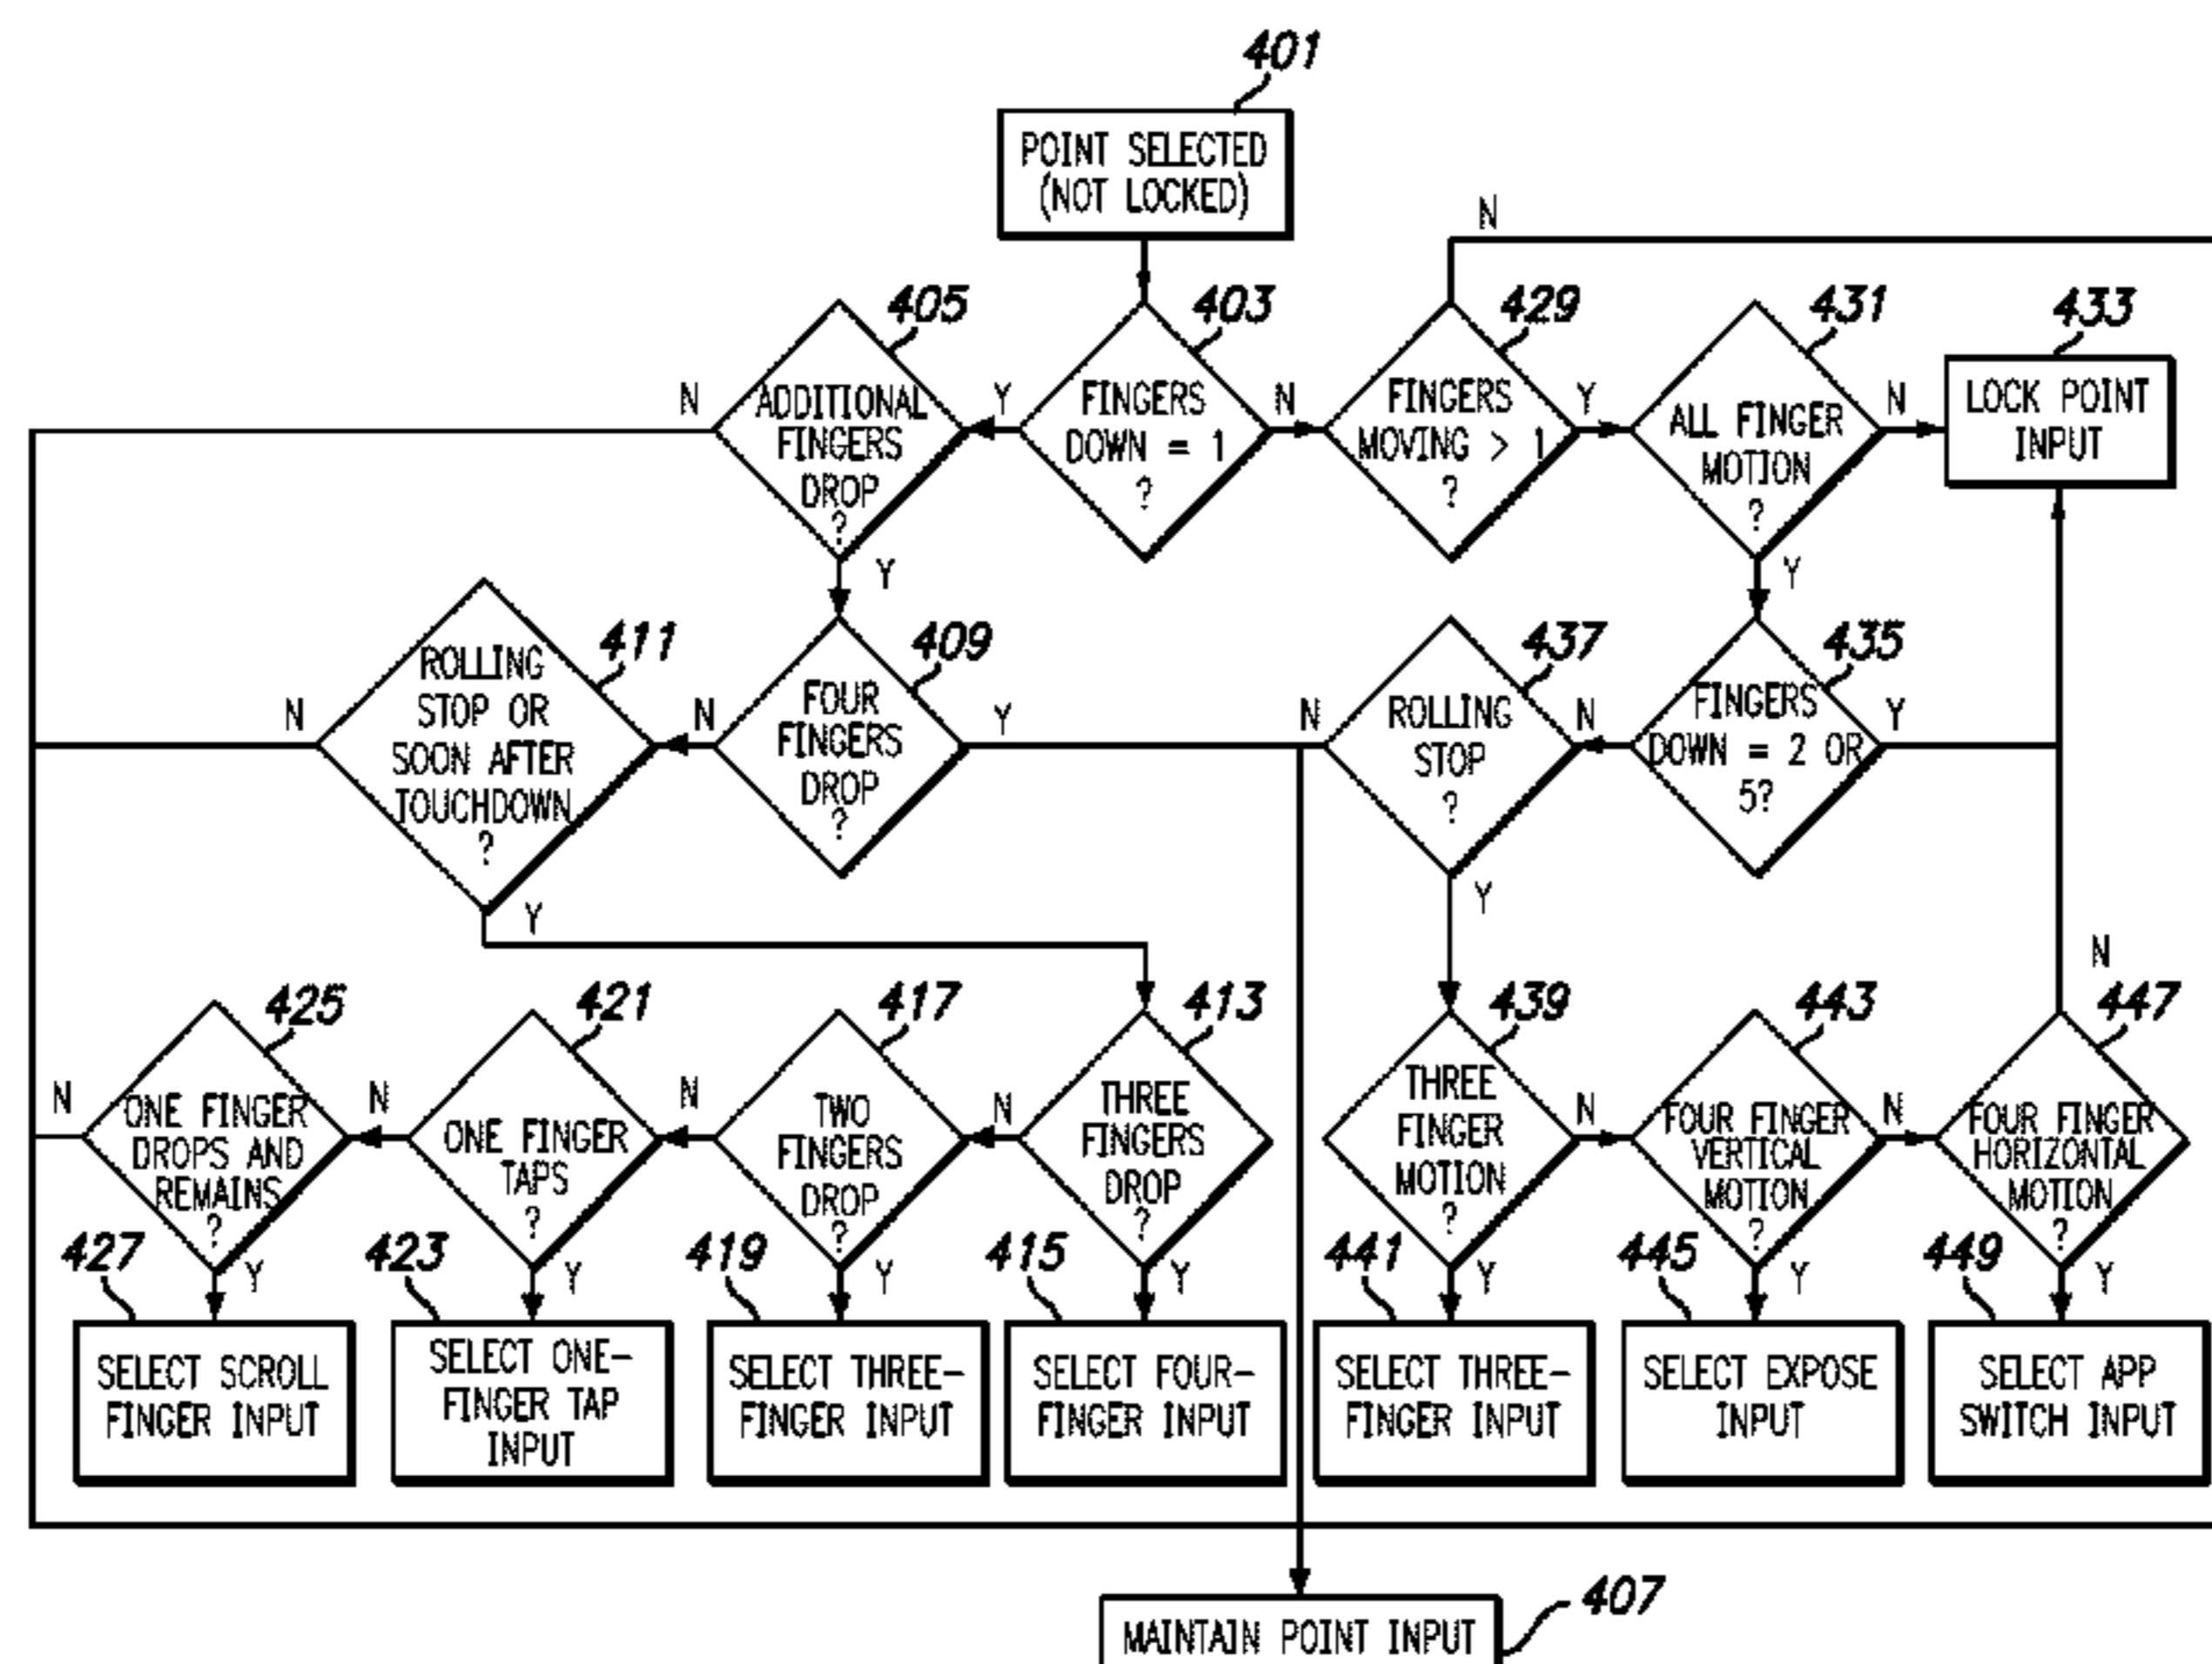 401
POINT SELECTED
(NOT LOCKED)
N
405
403
429
431
433
N
ADDITIONAL
FINGERS
DROP
?
Y
FINGERS
DOWN = 1
?
N
FINGERS
MOVING > 1
?
Y
ALL FINGER
MOTION
?
N
LOCK POINT
INPUT
Y
Y
411
409
437
435
N
ROLLING
STOP OR
SOON AFTER
TOUCHDOWN
?
N
FOUR
FINGERS
DROP
?
Y
N
ROLLING
STOP
?
N
FINGERS
DOWN = 2 OR
5?
Y
Y
Y
N
425
421
417
413
439
443
447
N
ONE FINGER
DROPS AND
REMAINS
?
N
ONE FINGER
TAPS
?
N
TWO
FINGERS
DROP
?
N
THREE
FINGERS
DROP
?
THREE
FINGER
MOTION
?
N
FOUR FINGER
VERTICAL
MOTION
?
N
FOUR FINGER
HORIZONTAL
MOTION
?
427
Y
423
Y
419
Y
415
Y
441
Y
445
Y
449
Y
SELECT SCROLL
FINGER INPUT
SELECT ONE-
FINGER TAP
INPUT
SELECT THREE-
FINGER INPUT
SELECT FOUR-
FINGER INPUT
SELECT THREE-
FINGER INPUT
SELECT EXPOSE
INPUT
SELECT APP
SWITCH INPUT
407
MAINTAIN POINT INPUT